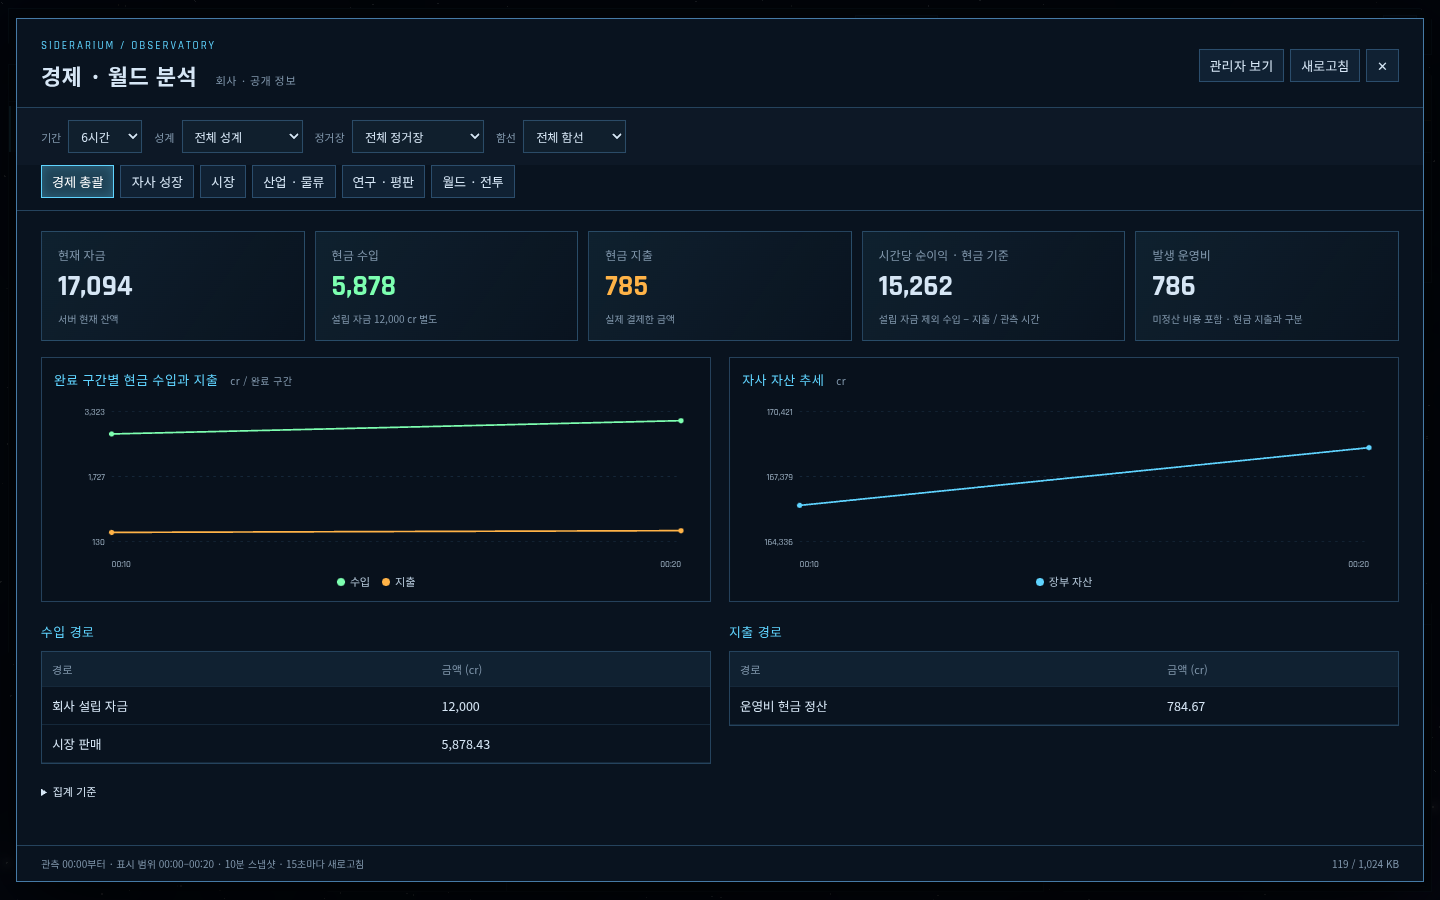 SIDERARIUM / OBSERVATORY
경제 · 월드 분석 회사 · 공개 정보
관리자 보기 새로고침 ✕
기간 6시간 성계 전체 성계 정거장 전체 정거장 함선 전체 함선
경제 총괄 자사 성장 시장 산업 · 물류 연구 · 평판 월드 · 전투
현재 자금
17,094
서버 현재 잔액
현금 수입
5,878
설립 자금 12,000 cr 별도
현금 지출
785
실제 결제한 금액
시간당 순이익 · 현금 기준
15,262
설립 자금 제외 수입 − 지출 / 관측 시간
발생 운영비
786
미정산 비용 포함 · 현금 지출과 구분
완료 구간별 현금 수입과 지출 cr / 완료 구간
3,323
1,727
130
00:10 00:20
수입 지출
자사 자산 추세 cr
170,421
167,379
164,336
00:10 00:20
장부 자산
수입 경로
경로 금액 (cr)
회사 설립 자금 12,000
시장 판매 5,878.43
지출 경로
경로 금액 (cr)
운영비 현금 정산 784.67
▶ 집계 기준
관측 00:00부터 · 표시 범위 00:00–00:20 · 10분 스냅샷 · 15초마다 새로고침
119 / 1,024 KB